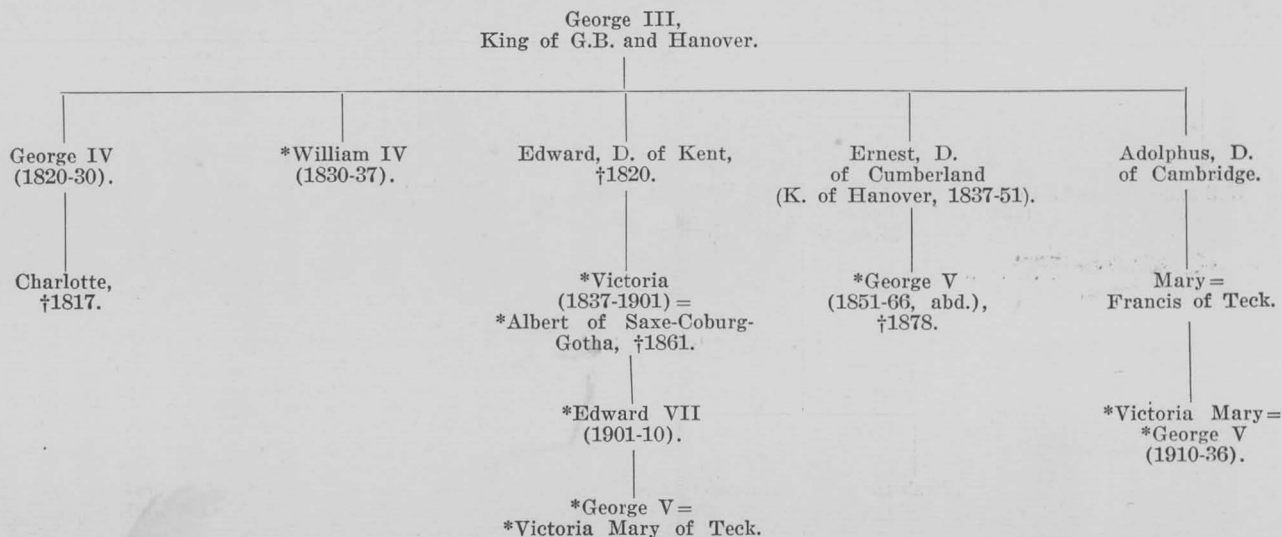 George III,
King of G.B. and Hanover.
George IV
(1820-30).
*William IV
(1830-37).
Edward, D. of Kent,
†1820.
Ernest, D.
of Cumberland
(K. of Hanover, 1837-51).
Adolphus, D.
of Cambridge.
Charlotte,
†1817.
*Victoria
(1837-1901) =
*Albert of Saxe-Coburg-
Gotha, †1861.
*George V
(1851-66, abd.),
†1878.
Mary=
Francis of Teck.
*Edward VII
(1901-10).
*Victoria Mary=
*George V
(1910-36).
*George V=
*Victoria Mary of Teck.